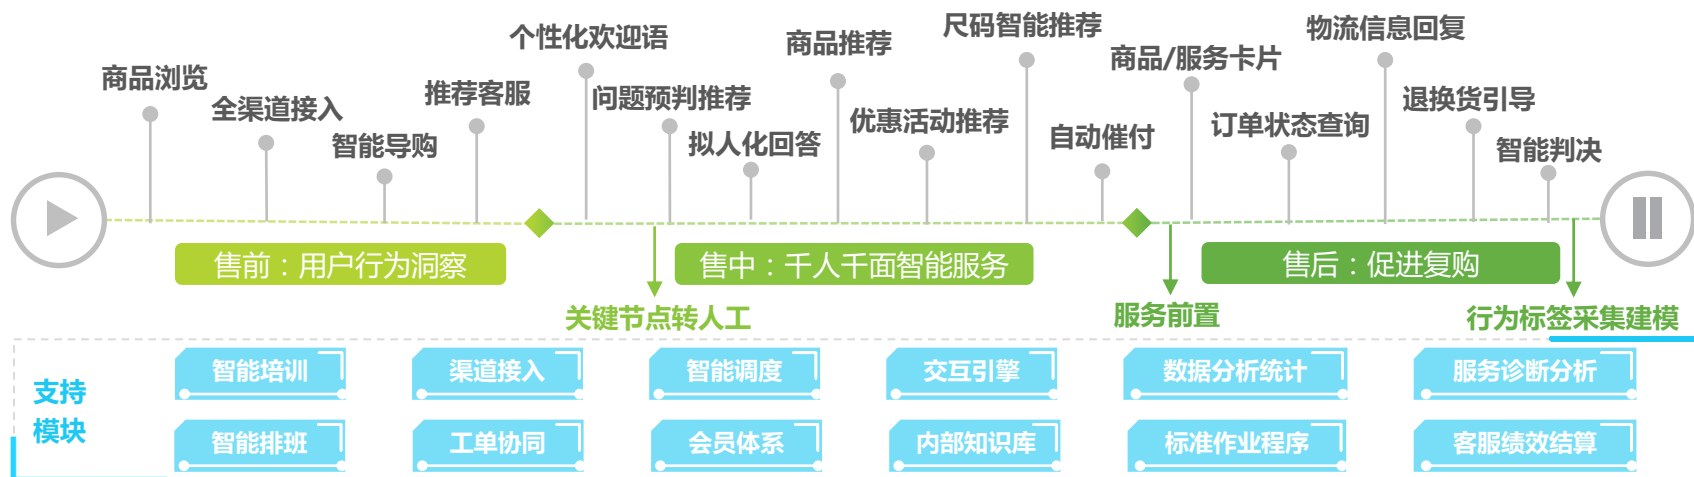 商品浏览
全渠道接入
智能导购
推荐客服
个性化欢迎语
问题预判推荐
拟人化回答
商品推荐
优惠活动推荐
尺码智能推荐
自动催付
商品/服务卡片
订单状态查询
物流信息回复
退换货引导
智能判决
售前：用户行为洞察
售中：千人千面智能服务
售后：促进复购
关键节点转人工
服务前置
行为标签采集建模
支持
模块
智能培训
渠道接入
智能调度
交互引擎
数据分析统计
服务诊断分析
智能排班
工单协同
会员体系
内部知识库
标准作业程序
客服绩效结算